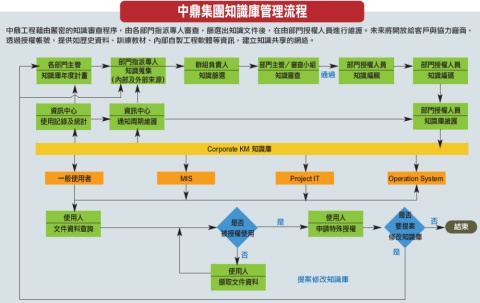 中鼎集團知識庫管理流程
中鼎工程藉由嚴密的知識審查程序，由各部門指派專人審查，篩選出知識文件後，在由部門授權人員進行維護。未來將開放給客戶與協力廠商，
透過授權帳號，提供如歷史資料、訓練教材、內部自製工程軟體等資訊，建立知識共享的網絡。
各部門主管
知識庫年度計畫
部門指派專人
知識蒐集
(內部及外部來源)
群組負責人
知識篩選
部門主管／審查小組
知識審查
通過
部門授權人員
知識編輯
部門授權人員
知識編碼
資訊中心
使用記錄及統計
資訊中心
通知周期維護
部門授權人員
知識庫維護
Corporate KM 知識庫
一般使用者
MIS
Project IT
Operation System
使用人
文件資料查詢
是否
被授權使用
是
使用人
申請特殊授權
是否
要提案
修改知識庫
否
結束
否
是
使用人
擷取文件資料
提案修改知識庫